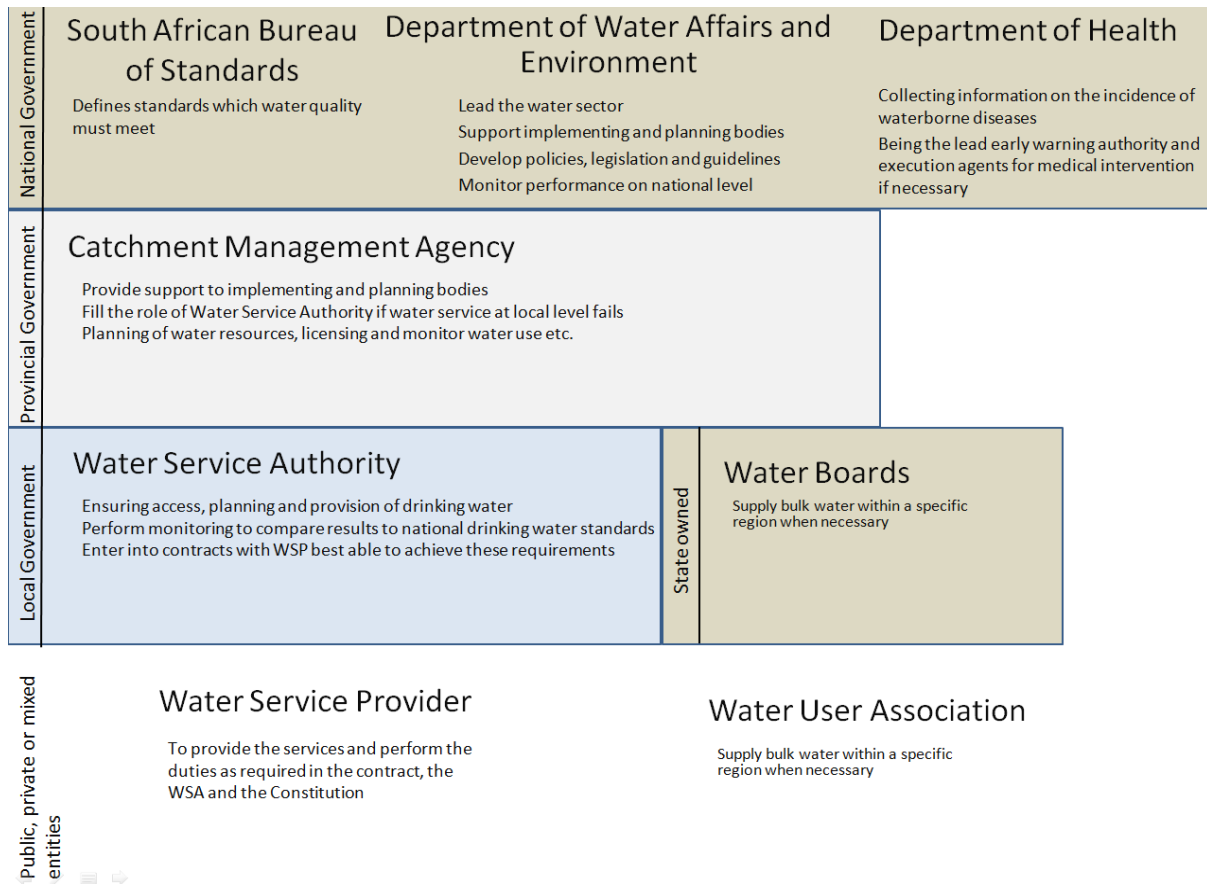 National Government
South African Bureau
of Standards
Defines standards which water quality
must meet
Department of Water Affairs and
Environment
Lead the water sector
Support implementing and planning bodies
Develop policies, legislation and guidelines
Monitor performance on national level
Department of Health
Collecting information on the incidence of
waterborne diseases
Being the lead early warning authority and
execution agents for medical intervention
if necessary
Provincial Government
Catchment Management Agency
Provide support to implementing and planning bodies
Fill the role of Water Service Authority if water service at local level fails
Planning of water resources, licensing and monitor water use etc.
Local Government
Water Service Authority
Ensuring access, planning and provision of drinking water
Perform monitoring to compare results to national drinking water standards
Enter into contracts with WSP best able to achieve these requirements
State owned
Water Boards
Supply bulk water within a specific
region when necessary
Public, private or mixed
entities
Water Service Provider
To provide the services and perform the
duties as required in the contract, the
WSA and the Constitution
Water User Association
Supply bulk water within a specific
region when necessary